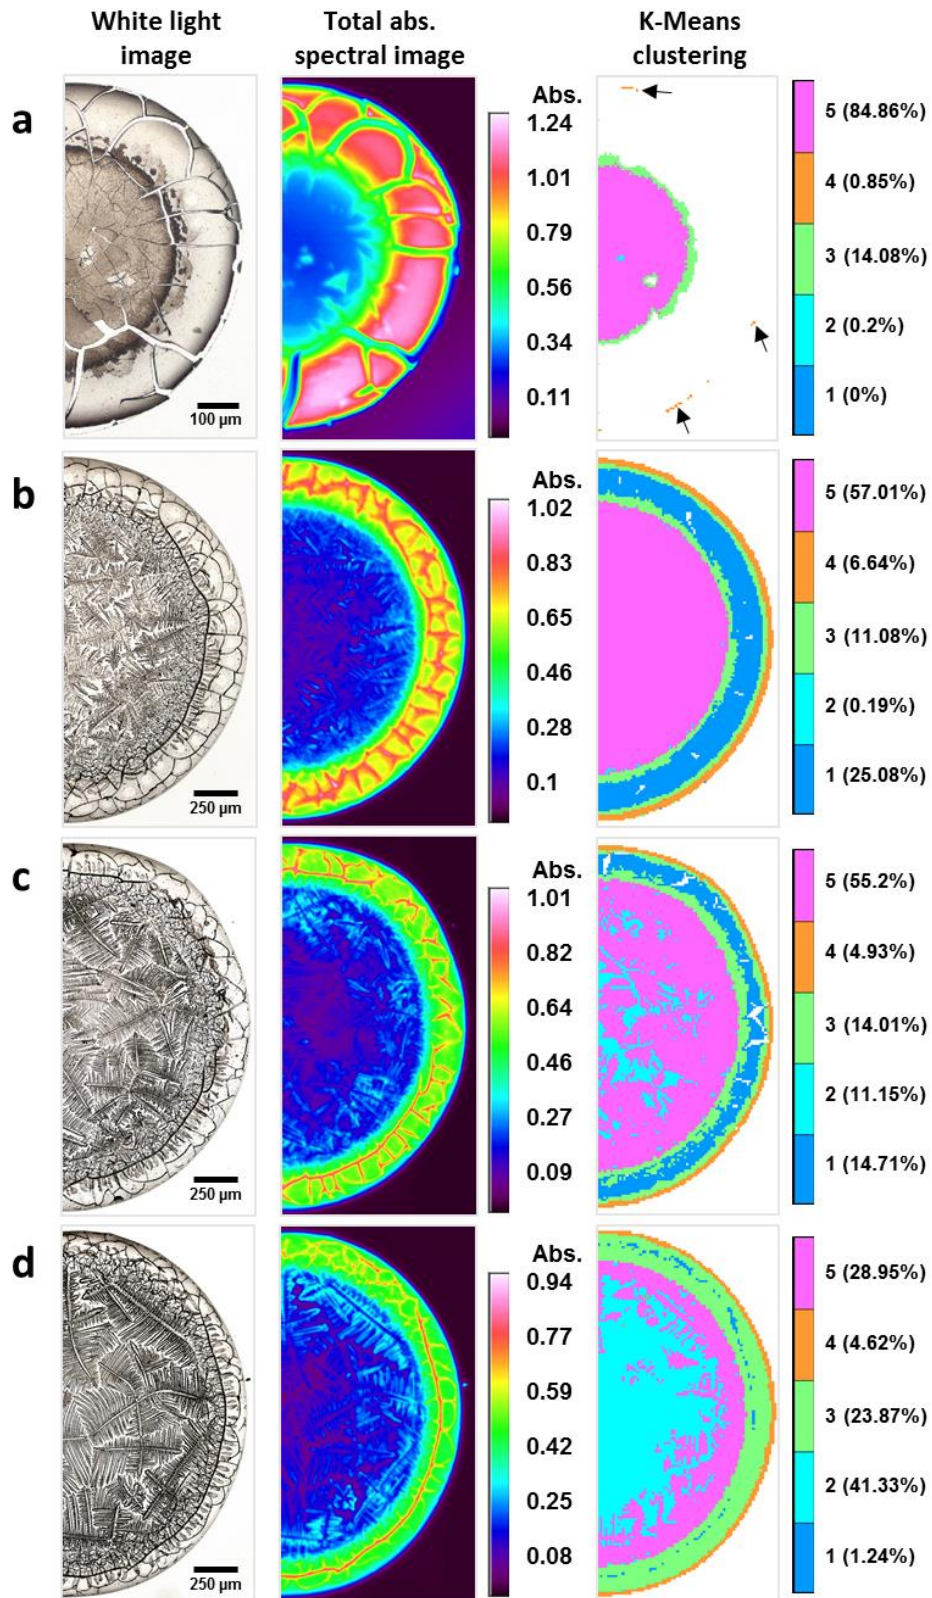 White light
image
Total abs.
spectral image
K-Means
clustering
a
100 µm
Abs.
1.24
1.01
0.79
0.56
0.34
0.11
5 (84.86%)
4 (0.85%)
3 (14.08%)
2 (0.2%)
1 (0%)
b
250 µm
Abs.
1.02
0.83
0.65
0.46
0.28
0.1
5 (57.01%)
4 (6.64%)
3 (11.08%)
2 (0.19%)
1 (25.08%)
c
250 µm
Abs.
1.01
0.82
0.64
0.46
0.27
0.09
5 (55.2%)
4 (4.93%)
3 (14.01%)
2 (11.15%)
1 (14.71%)
d
250 µm
Abs.
0.94
0.77
0.59
0.42
0.25
0.08
5 (28.95%)
4 (4.62%)
3 (23.87%)
2 (41.33%)
1 (1.24%)